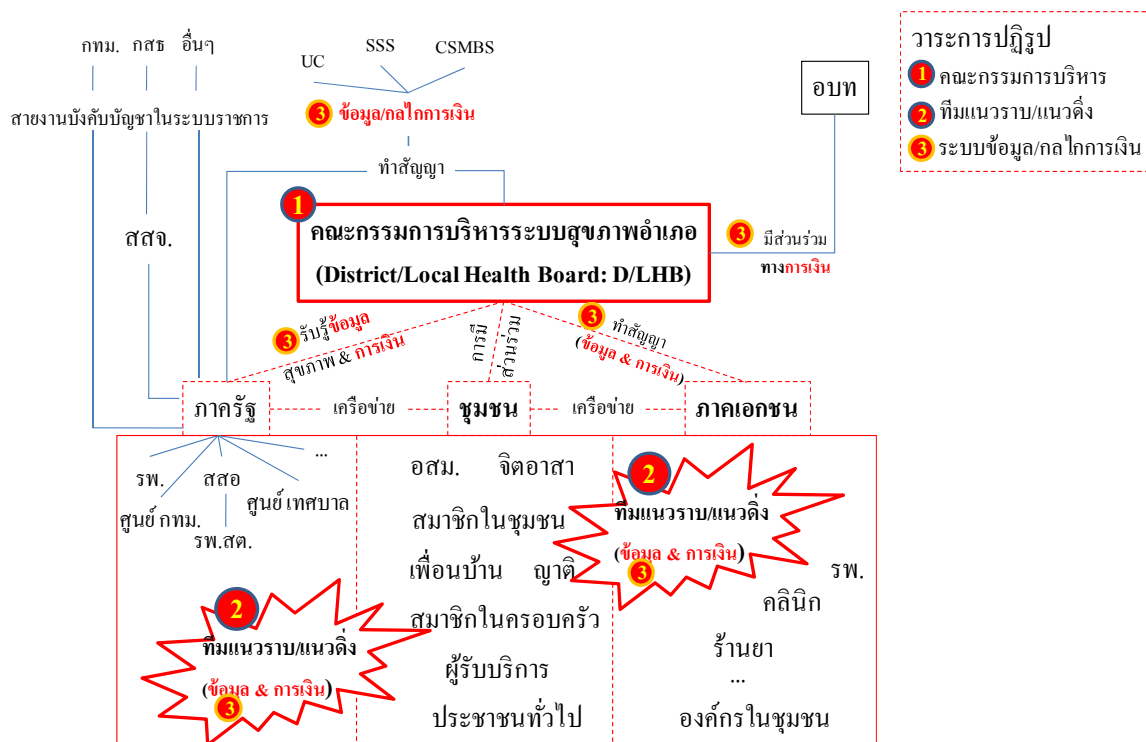 กทม. กสธ อื่นๆ
สายงานบังคับบัญชาในระบบราชการ
สสจ.
UC SSS CSMBS
3 ข้อมูล/กลไกการเงิน
ทำสัญญา
อบท
วาระการปฏิรูป
1 คณะกรรมการบริหาร
2 ทีมแนวราบ/แนวดิ่ง
3 ระบบข้อมูล/กลไกการเงิน
1
คณะกรรมการบริหารระบบสุขภาพอำเภอ
(District/Local Health Board: D/LHB)
3 มีส่วนร่วม
ทางการเงิน
3 รับรู้ข้อมูล
สุขภาพ & การเงิน
การมี
ส่วนร่วม
3 ทำสัญญา
(ข้อมูล & การเงิน)
ภาครัฐ เครือข่าย ชุมชน เครือข่าย ภาคเอกชน
รพ. สสอ ...
ศูนย์ กทม. ศูนย์ เทศบาล
รพ.สต.
2
ทีมแนวราบ/แนวดิ่ง
(ข้อมูล & การเงิน)
3
อสม. จิตอาสา
สมาชิกในชุมชน
เพื่อนบ้าน ญาติ
สมาชิกในครอบครัว
ผู้รับบริการ
ประชาชนทั่วไป
2
ทีมแนวราบ/แนวดิ่ง
(ข้อมูล & การเงิน)
3
รพ.
คลินิก
ร้านยา
...
องค์กรในชุมชน